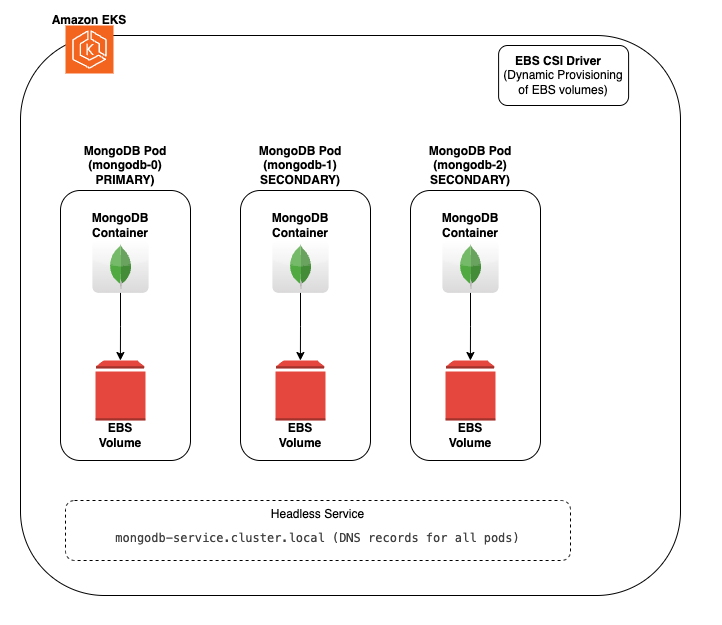 Amazon EKS
EBS CSI Driver
(Dynamic Provisioning
of EBS volumes)
MongoDB Pod
(mongodb-0)
PRIMARY)
MongoDB Pod
(mongodb-1)
SECONDARY)
MongoDB Pod
(mongodb-2)
SECONDARY)
MongoDB
Container
MongoDB
Container
MongoDB
Container
EBS
Volume
EBS
Volume
EBS
Volume
Headless Service
mongodb-service.cluster.local (DNS records for all pods)